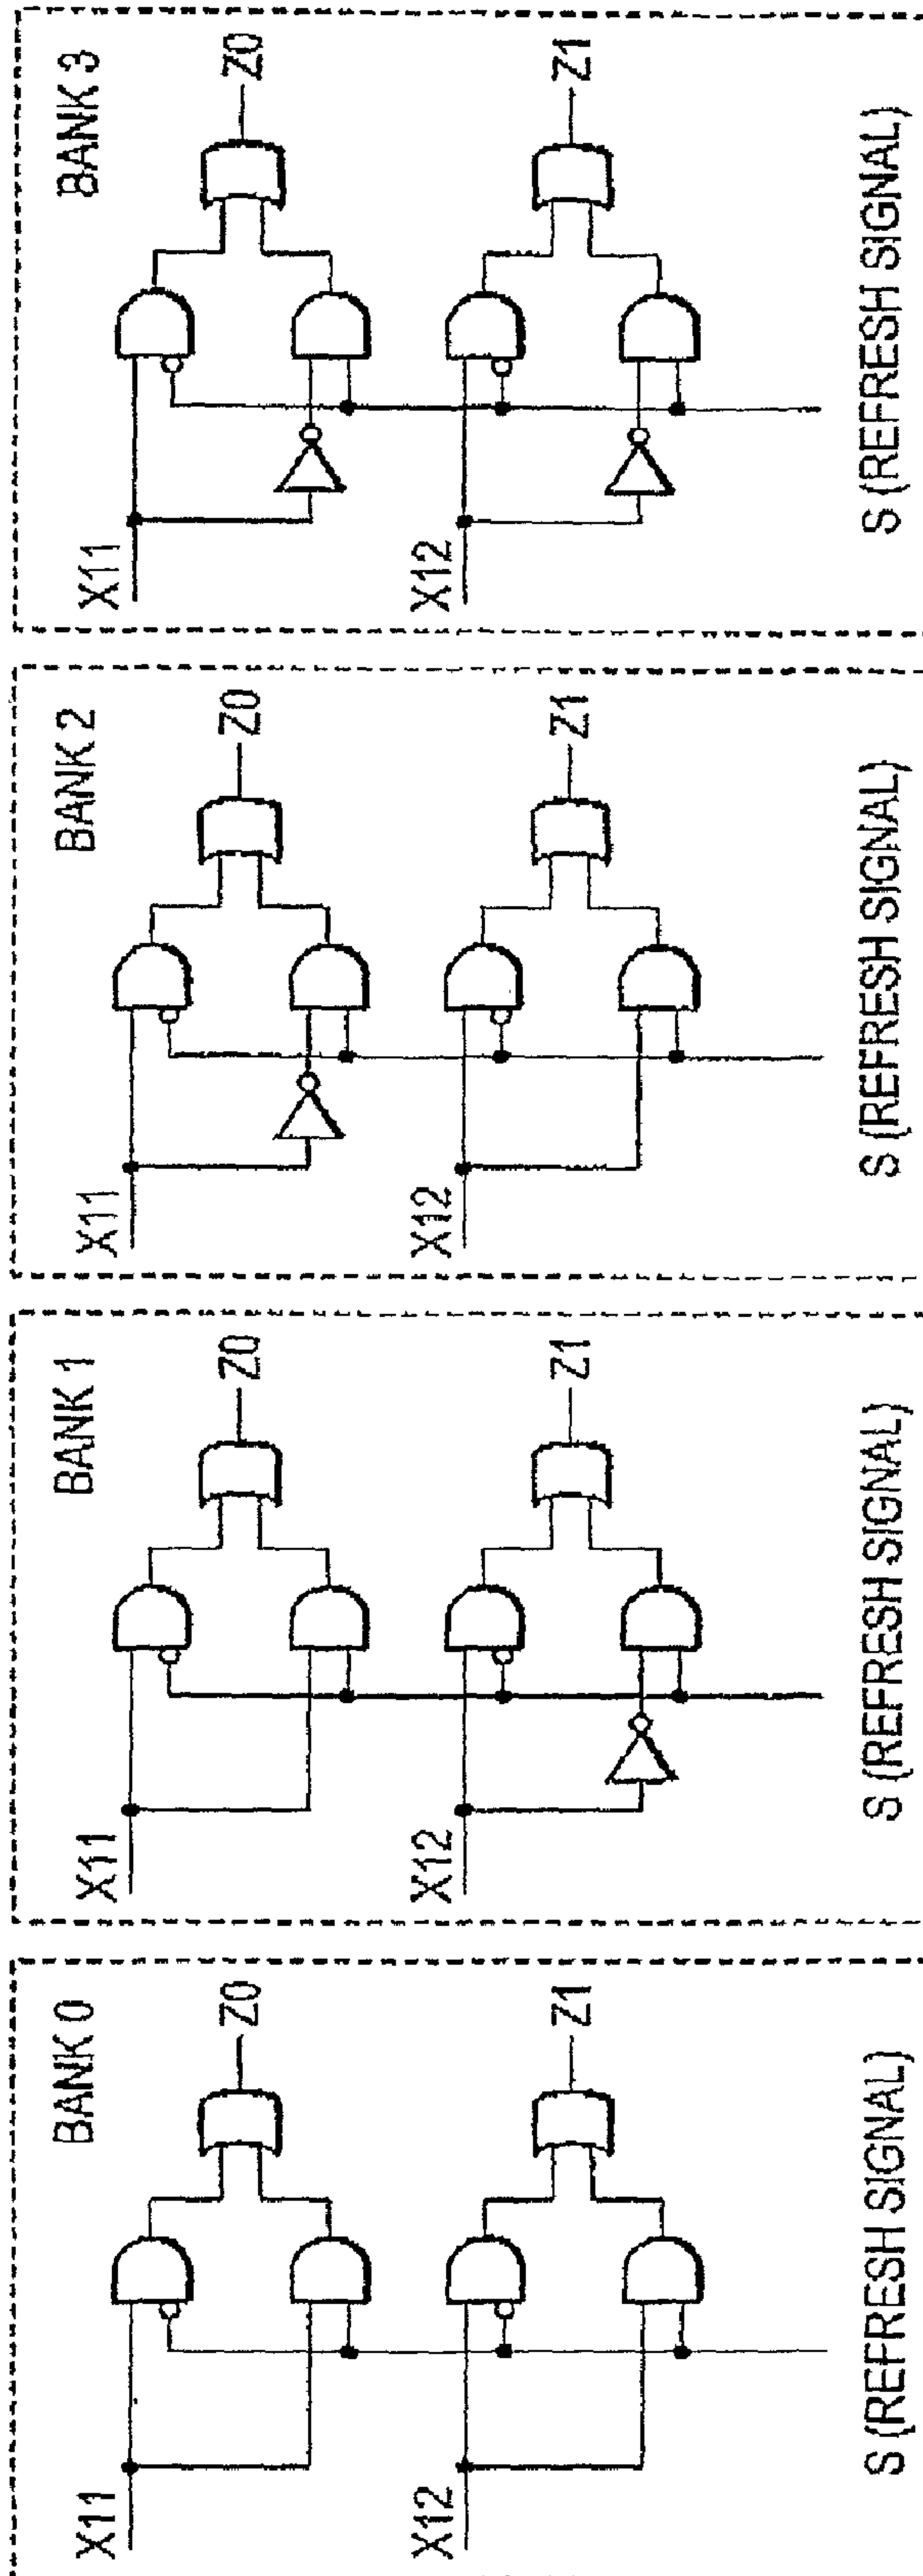 BANK 0
X11
Z0
X12
Z1
S (REFRESH SIGNAL)
BANK 1
X11
Z0
X12
Z1
S (REFRESH SIGNAL)
BANK 2
X11
Z0
X12
Z1
S (REFRESH SIGNAL)
BANK 3
X11
Z0
X12
Z1
S (REFRESH SIGNAL)